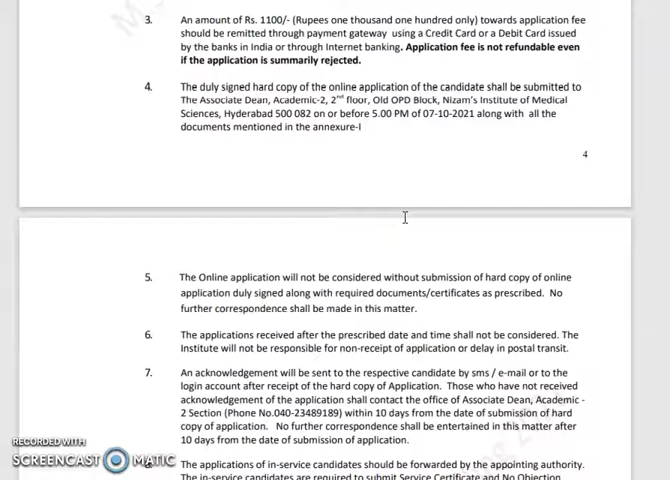 3. An amount of Rs. 1100/- (Rupees one thousand one hundred only) towards application fee
should be remitted through payment gateway using a Credit Card or a Debit Card issued
by the banks in India or through Internet banking. Application fee is not refundable even
if the application is summarily rejected.
4. The duly signed hard copy of the online application of the candidate shall be submitted to
The Associate Dean, Academic-2, 2nd floor, Old OPD Block, Nizam's Institute of Medical
Sciences, Hyderabad 500 082 on or before 5.00 PM of 07-10-2021 along with all the
documents mentioned in the annexure-I
4
5. The Online application will not be considered without submission of hard copy of online
application duly signed along with required documents/certificates as prescribed. No
further correspondence shall be made in this matter.
6. The applications received after the prescribed date and time shall not be considered. The
Institute will not be responsible for non-receipt of application or delay in postal transit.
7. An acknowledgement will be sent to the respective candidate by sms / e-mail or to the
login account after receipt of the hard copy of Application. Those who have not received
acknowledgement of the application shall contact the office of Associate Dean, Academic -
2 Section (Phone No.040-23489189) within 10 days from the date of submission of hard
copy of application. No further correspondence shall be entertained in this matter after
10 days from the date of submission of application.
RECORDED WITH
SCREENCAST MATIC
The applications of in-service candidates should be forwarded by the appointing authority.
The in-service candidates are required to submit Service Certificate and No Objection